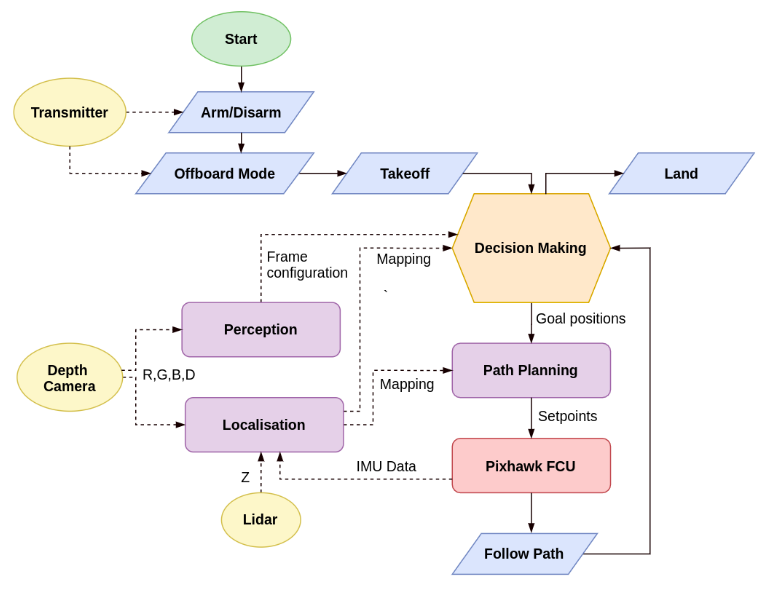 Start
Transmitter
Arm/Disarm
Offboard Mode
Takeoff
Land
Decision Making
Frame
configuration
Mapping
`
Perception
Goal positions
Depth
Camera
R,G,B,D
Path Planning
Mapping
Localisation
Setpoints
IMU Data
Pixhawk FCU
Z
Lidar
Follow Path